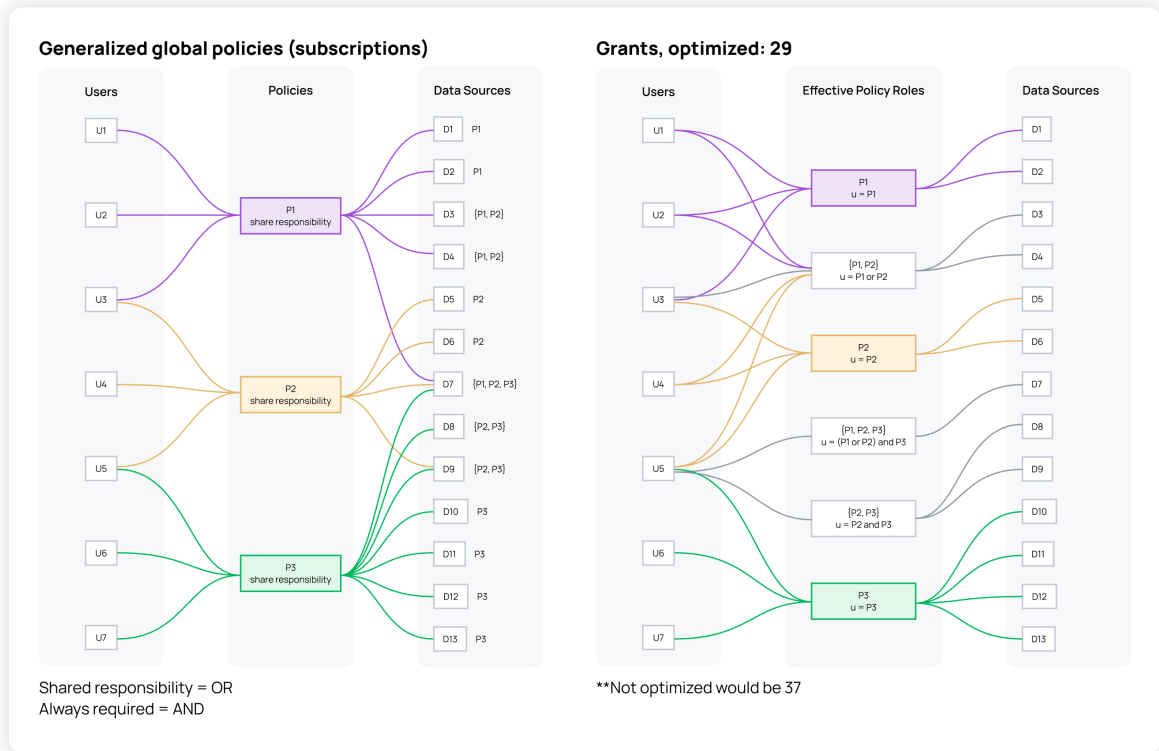 Generalized global policies (subscriptions)
Users
Policies
Data Sources
U1
U2
U3
U4
U5
U6
U7
P1
share responsibility
P2
share responsibility
P3
share responsibility
D1 P1
D2 P1
D3 {P1, P2}
D4 {P1, P2}
D5 P2
D6 P2
D7 {P1, P2, P3}
D8 {P2, P3}
D9 {P2, P3}
D10 P3
D11 P3
D12 P3
D13 P3
Shared responsibility = OR
Always required = AND
Grants, optimized: 29
Users
Effective Policy Roles
Data Sources
U1
U2
U3
U4
U5
U6
U7
P1
u = P1
{P1, P2}
u = P1 or P2
P2
u = P2
{P1, P2, P3}
u = (P1 or P2) and P3
{P2, P3}
u = P2 and P3
P3
u = P3
D1
D2
D3
D4
D5
D6
D7
D8
D9
D10
D11
D12
D13
**Not optimized would be 37